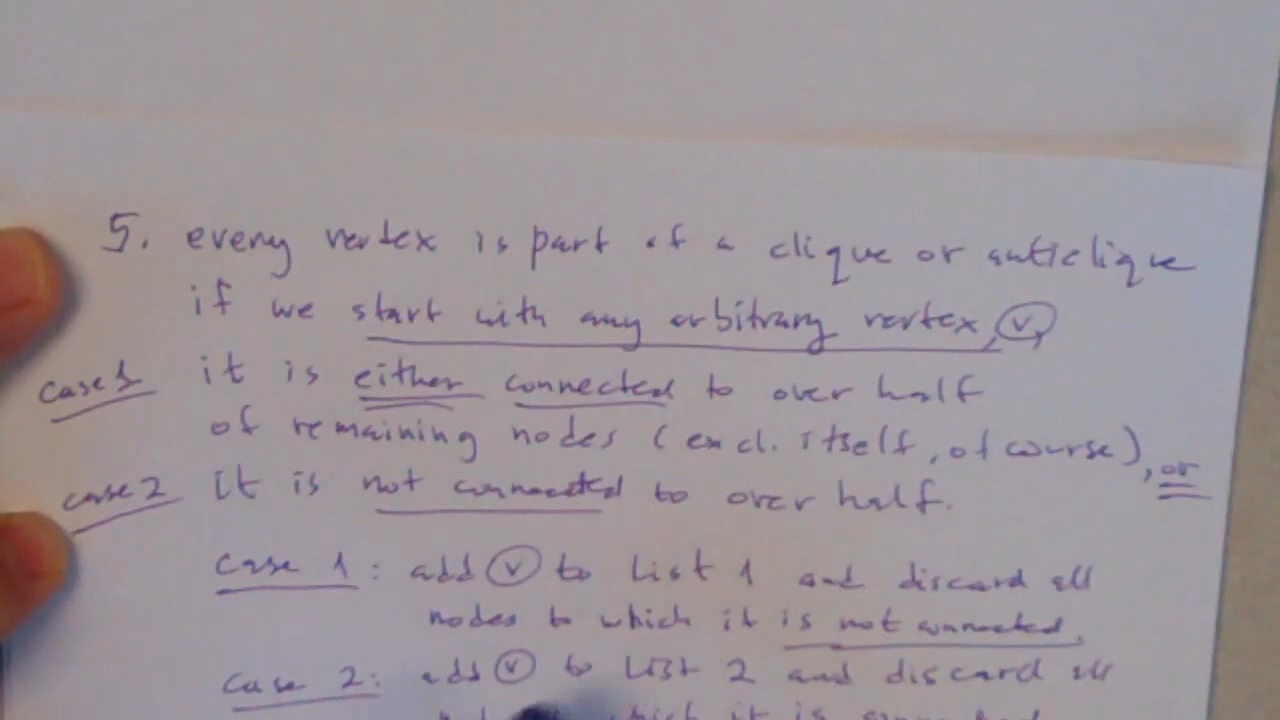 5. every vertex is part of a clique or anticlique
if we start with any arbitrary vertex, v,
case 1 it is either connected to over half
of remaining nodes (excl. itself, of course), or
case 2 it is not connected to over half.
case 1: add v to List 1 and discard all
nodes to which it is not connected.
case 2: add v to List 2 and discard all
which it is